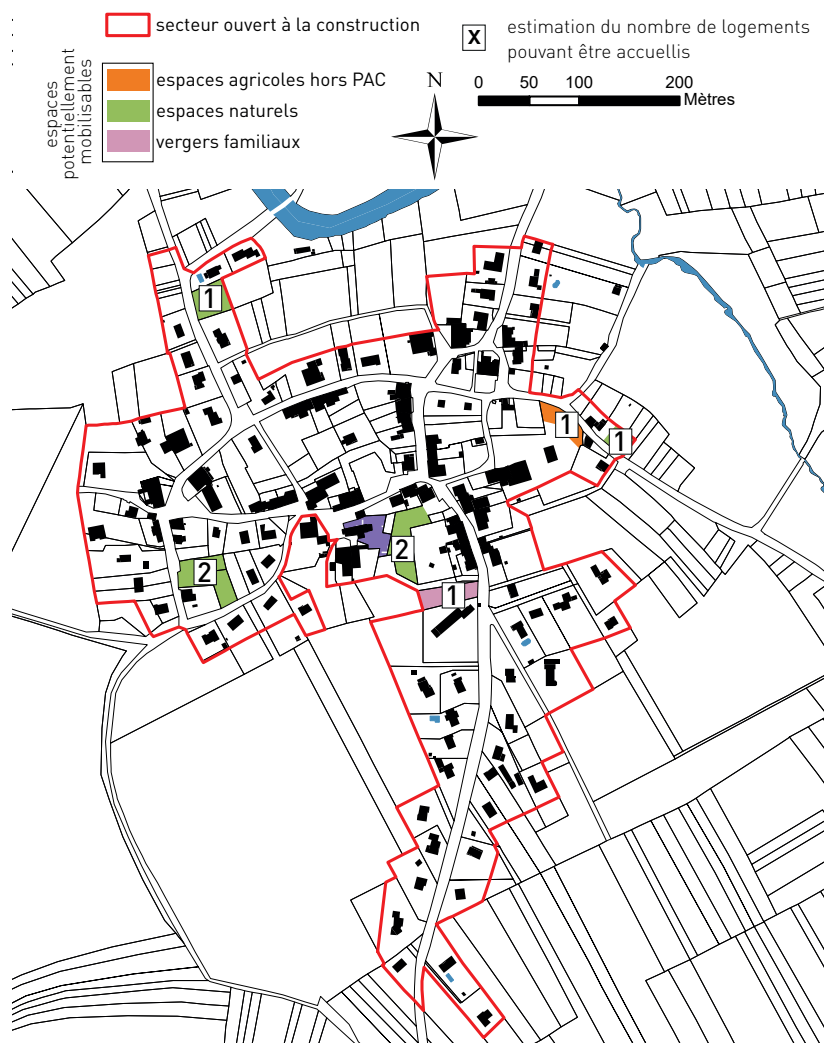 secteur ouvert à la construction
espaces potentiellement mobilisables
espaces agricoles hors PAC
espaces naturels
vergers familiaux
X
estimation du nombre de logements
pouvant être accuellis
N
0 50 100 200
Mètres
1
1
1
2
2
1